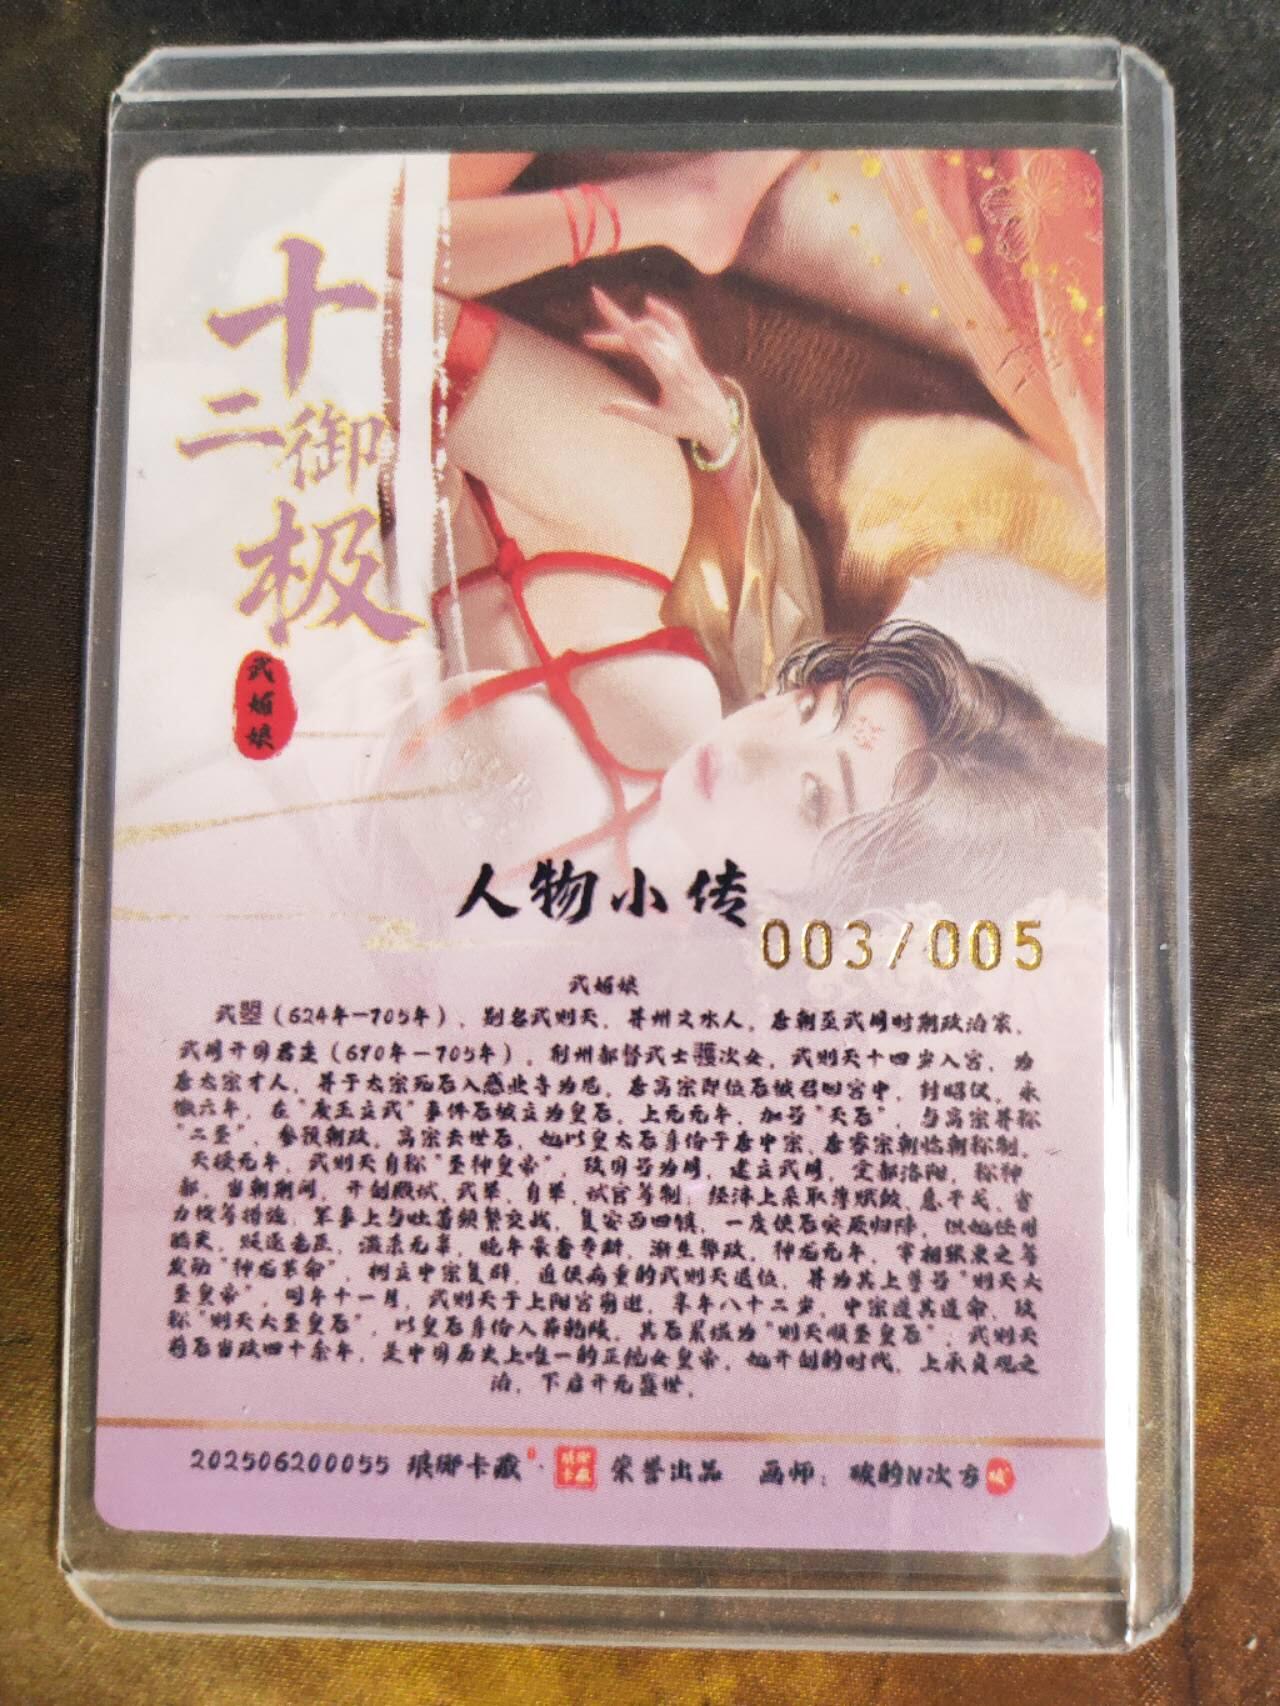 十
二御
极
武
媚
娘
人物小传
003/005
武媚娘
武曌（624年—705年），别名武则天，并州文水人，唐朝至武周时期政治家，
武周开国君主（690年—705年），荆州都督武士彟次女，武则天十四岁入宫，为
唐太宗才人，并于太宗死后入感业寺为尼，唐高宗即位后被召回宫中，封昭仪，永
徽六年，在"废王立武"事件后被立为皇后，上元元年，加号"天后"，与高宗并称
"二圣"，参预朝政，高宗去世后，她以皇太后身份于唐中宗、唐睿宗朝临朝称制，
天授元年，武则天自称"圣神皇帝"，改国号为周，建立武周，定都洛阳，称神
都，当朝期间，开创殿试、武举、自举、试官等制；经济上采取薄赋敛、息干戈、省
力役等措施，军事上与吐蕃频繁交战，复安西四镇，一度使后突厥归降，但她任用
酷吏，贬逐老臣，滥杀无辜，晚年豪奢专断，渐生弊政，神龙元年，宰相张柬之等
发动"神龙革命"，拥立中宗复辟，迫使病重的武则天退位，并为其上尊号"则天大
圣皇帝"，同年十一月，武则天于上阳宫崩逝，享年八十二岁，中宗遵其遗命，改
称"则天大圣皇后"，以皇后身份入葬乾陵，其后累谥为"则天顺圣皇后"，武则天
前后当政四十余年，是中国历史上唯一的正统女皇帝，她开创的时代，上承贞观之
治，下启开元盛世，
202506200055 琅琊卡藏·琅琊卡藏 荣誉出品 画师：破的N次方